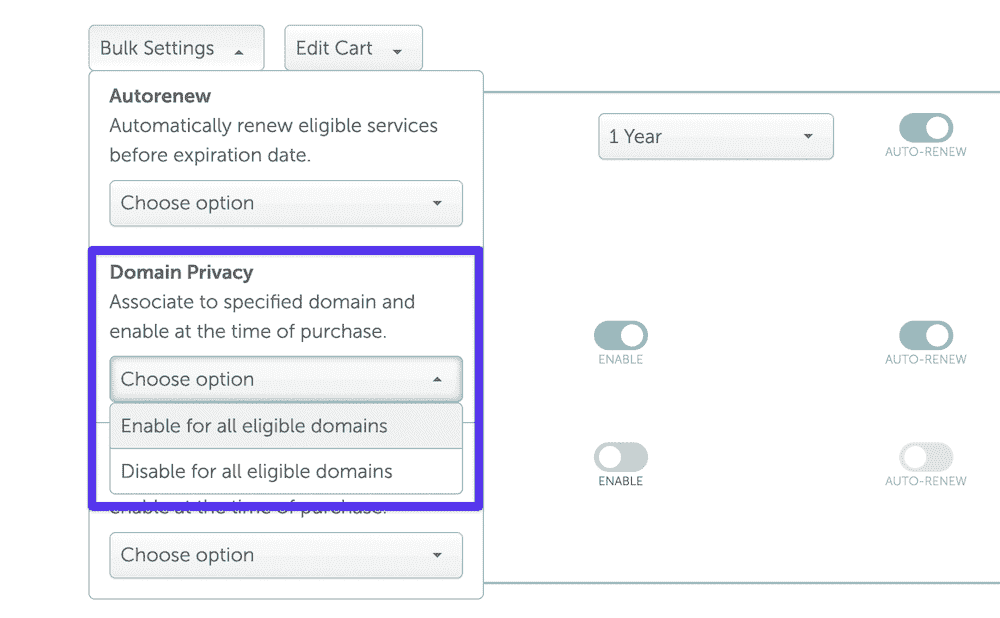 Bulk Settings
Edit Cart
Autorenew
Automatically renew eligible services
before expiration date.
Choose option
1 Year
AUTO-RENEW
Domain Privacy
Associate to specified domain and
enable at the time of purchase.
Choose option
Enable for all eligible domains
Disable for all eligible domains
ENABLE
AUTO-RENEW
ENABLE
AUTO-RENEW
enable at the time of purchase.
Choose option